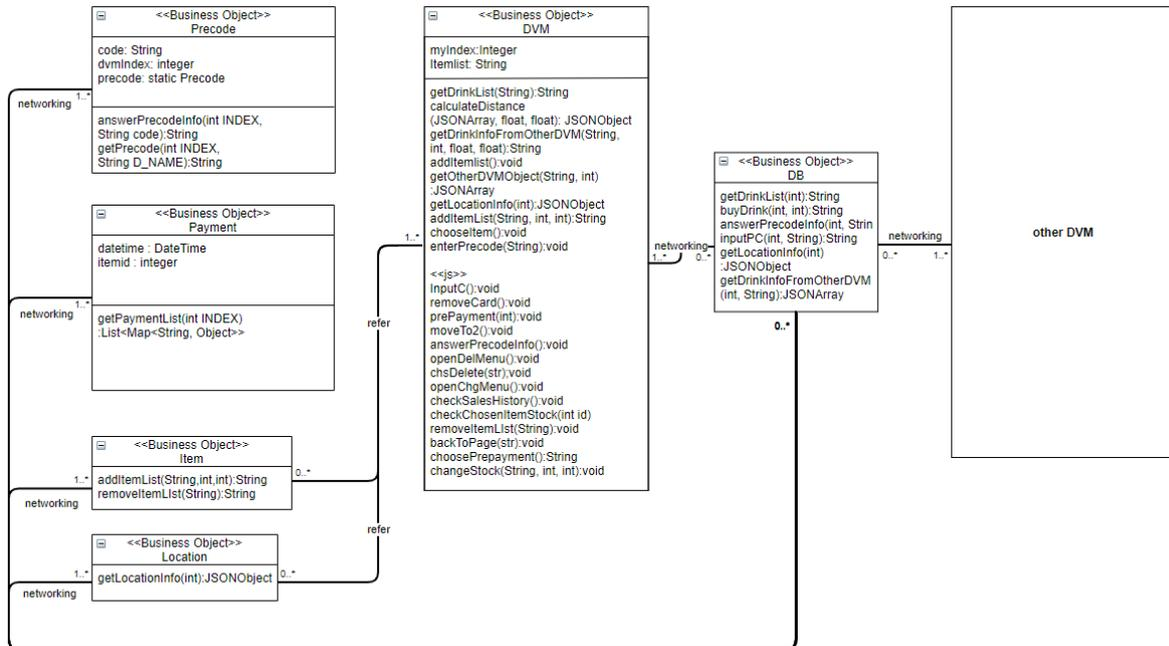 <<Business Object>>
Precode
code: String
dvmIndex: integer
precode: static Precode
answerPrecodeInfo(int INDEX,
String code):String
getPrecode(int INDEX,
String D_NAME):String
networking
1..*
<<Business Object>>
Payment
datetime : DateTime
itemid : integer
getPaymentList(int INDEX)
:List<Map<String, Object>>
networking
1..*
<<Business Object>>
Item
addItemList(String,int,int):String
removeItemLIst(String):String
1..*
networking
0..*
<<Business Object>>
Location
getLocationInfo(int):JSONObject
1..*
networking
0..*
refer
refer
1..*
<<Business Object>>
DVM
myIndex:Integer
Itemlist: String
getDrinkList(String):String
calculateDistance
(JSONArray, float, float): JSONObject
getDrinkInfoFromOtherDVM(String,
int, float, float):String
addItemlist():void
getOtherDVMObject(String, int)
:JSONArray
getLocationInfo(int):JSONObject
addItemList(String, int, int):String
chooseItem():void
enterPrecode(String):void
<<js>>
InputC():void
removeCard():void
prePayment(int):void
moveTo2():void
answerPrecodeInfo():void
openDelMenu():void
chsDelete(str):void
openChgMenu():void
checkSalesHistory():void
checkChosenItemStock(int id)
removeItemLIst(String):void
backToPage(str):void
choosePrepayment():String
changeStock(String, int, int):void
networking
1..*
0..*
<<Business Object>>
DB
getDrinkList(int):String
buyDrink(int, int):String
answerPrecodeInfo(int, Strin
inputPC(int, String):String
getLocationInfo(int)
:JSONObject
getDrinkInfoFromOtherDVM
(int, String):JSONArray
0..*
networking
0..*
1..*
other DVM